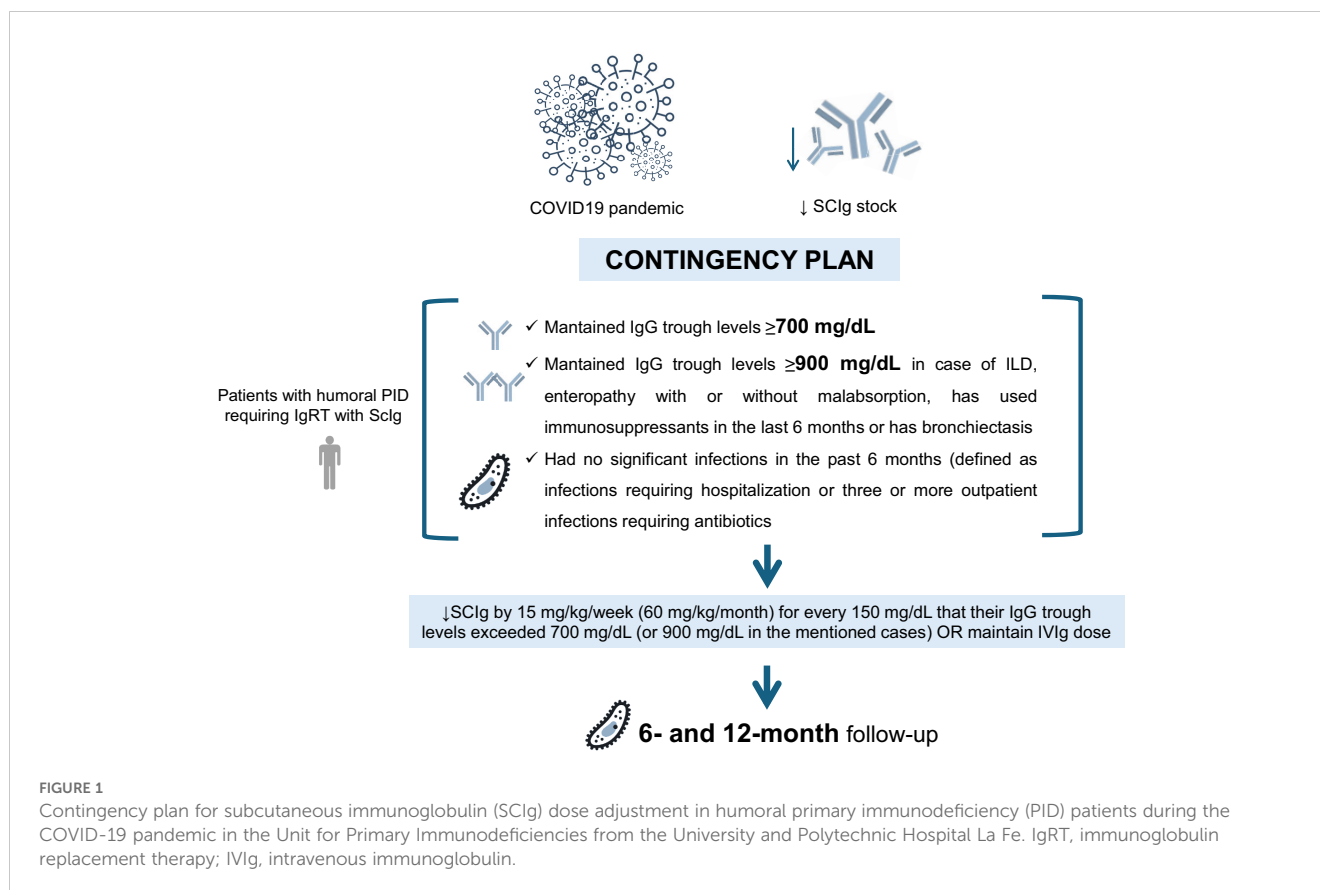 COVID19 pandemic
↓ SCIg stock
CONTINGENCY PLAN
Patients with humoral PID
requiring IgRT with ScIg
✓ Mantained IgG trough levels ≥700 mg/dL
✓ Mantained IgG trough levels ≥900 mg/dL in case of ILD,
enteropathy with or without malabsorption, has used
immunosuppressants in the last 6 months or has bronchiectasis
✓ Had no significant infections in the past 6 months (defined as
infections requiring hospitalization or three or more outpatient
infections requiring antibiotics
↓SCIg by 15 mg/kg/week (60 mg/kg/month) for every 150 mg/dL that their IgG trough
levels exceeded 700 mg/dL (or 900 mg/dL in the mentioned cases) OR maintain IVIg dose
6- and 12-month follow-up
FIGURE 1
Contingency plan for subcutaneous immunoglobulin (SCIg) dose adjustment in humoral primary immunodeficiency (PID) patients during the
COVID-19 pandemic in the Unit for Primary Immunodeficiencies from the University and Polytechnic Hospital La Fe. IgRT, immunoglobulin
replacement therapy; IVIg, intravenous immunoglobulin.